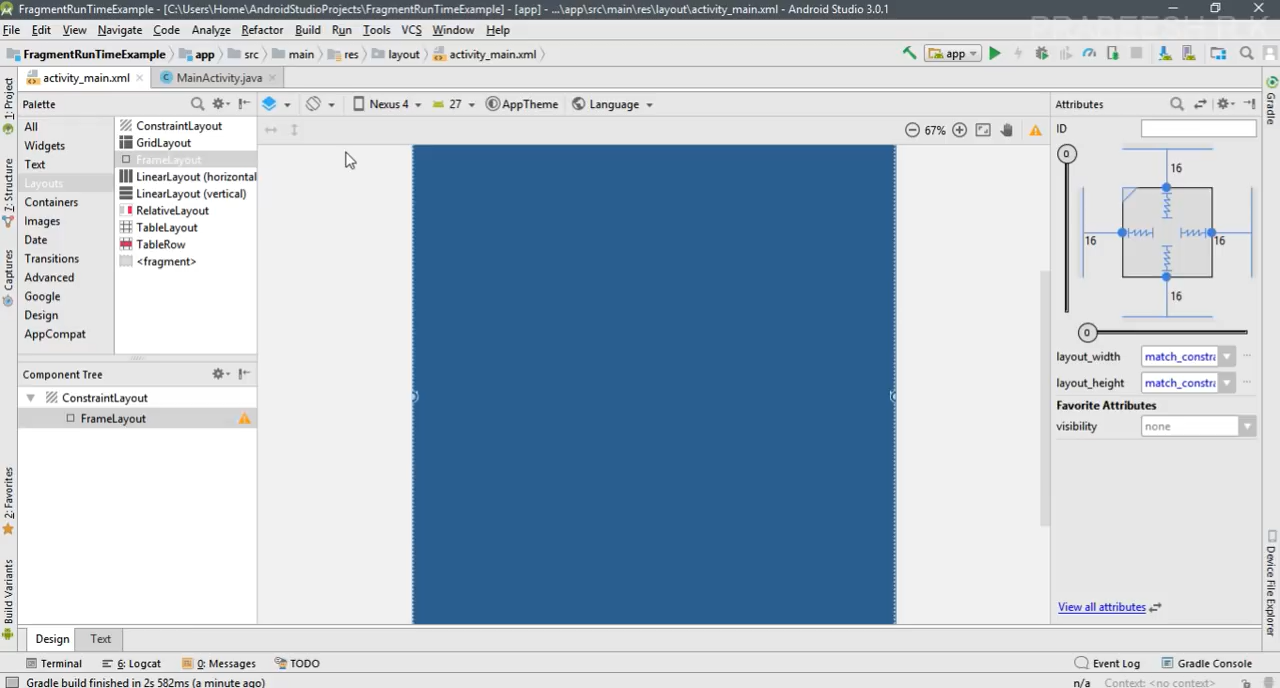 FragmentRunTimeExample - [C:\Users\Home\AndroidStudioProjects\FragmentRunTimeExample] - [app] - ...\app\src\main\res\layout\activity_main.xml - Android Studio 3.0.1
PRABEESH R K
File Edit View Navigate Code Analyze Refactor Build Run Tools VCS Window Help
FragmentRunTimeExample app src main res layout activity_main.xml app
activity_main.xml MainActivity.java
Palette Nexus 4 27 AppTheme Language Attributes
67%
All
Widgets
Text
Layouts
Containers
Images
Date
Transitions
Advanced
Google
Design
AppCompat
ConstraintLayout
GridLayout
FrameLayout
LinearLayout (horizontal
LinearLayout (vertical)
RelativeLayout
TableLayout
TableRow
<fragment>
Component Tree
ConstraintLayout
FrameLayout
ID
0
16
16 16
16
0
layout_width match_constra
layout_height match_constra
Favorite Attributes
visibility none
View all attributes
1: Project
7: Structure
Captures
2: Favorites
Build Variants
Gradle
Device File Explorer
Design Text
Terminal 6: Logcat 0: Messages TODO Event Log Gradle Console
Gradle build finished in 2s 582ms (a minute ago) n/a Context: <no context>